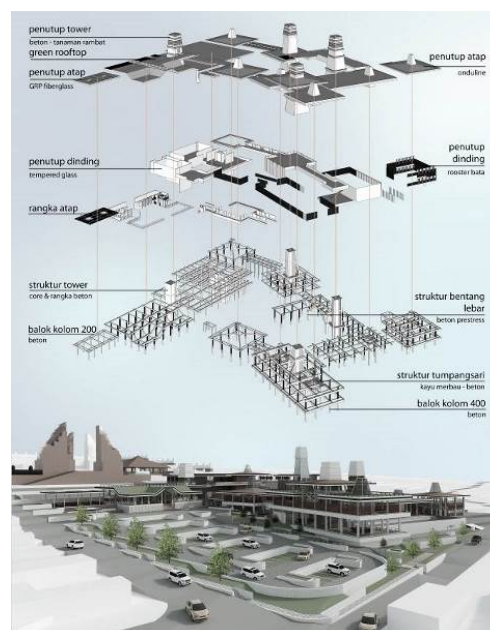 penutup tower
beton - tanaman rambat
green rooftop
penutup atap
GRP fiberglass
penutup atap
onduline
penutup dinding
tempered glass
penutup
dinding
rooster bata
rangka atap
struktur tower
core & rangka beton
struktur bentang
lebar
beton prestress
balok kolom 200
beton
struktur tumpangsari
kayu merbau - beton
balok kolom 400
beton